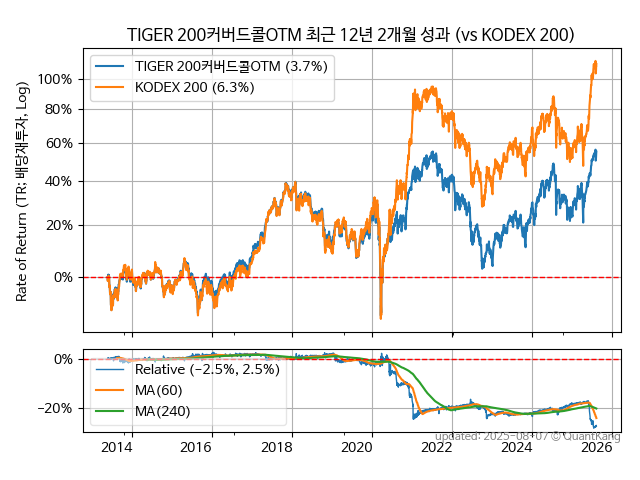 TIGER 200커버드콜OTM 최근 12년 2개월 성과 (vs KODEX 200)
TIGER 200커버드콜OTM (3.7%)
KODEX 200 (6.3%)
Rate of Return (TR: 배당재투자, Log)
100%
80%
60%
40%
20%
0%
0%
−20%
Relative (−2.5%, 2.5%)
MA(60)
MA(240)
updated: 2025-08-07 © QuantKang
2014 2016 2018 2020 2022 2024 2026